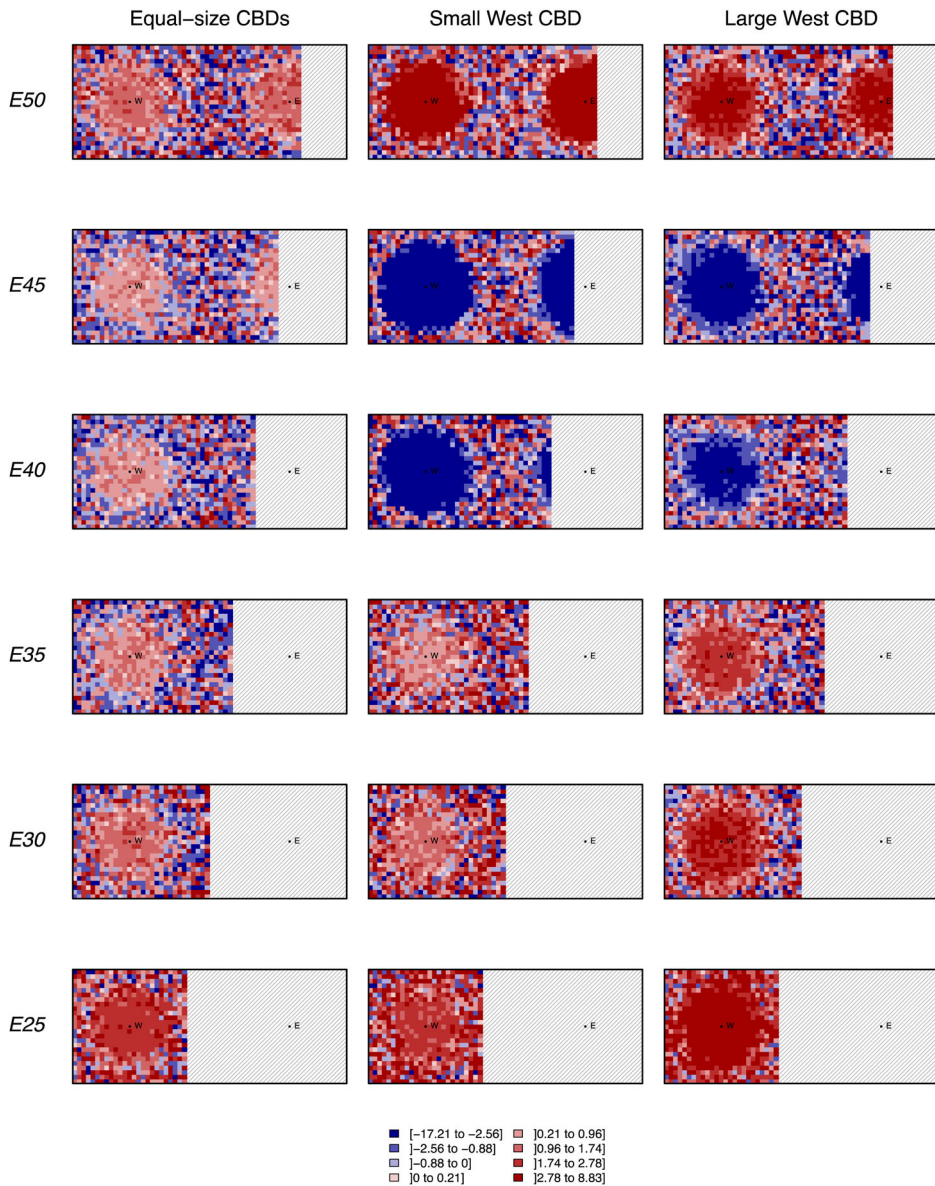 Equal−size CBDs Small West CBD Large West CBD
E50 W E W E W E
E45 W E W E W E
E40 W E W E W E
E35 W E W E W E
E30 W E W E W E
E25 W E W E W E
[−17.21 to −2.56] ]0.21 to 0.96]
]−2.56 to −0.88] ]0.96 to 1.74]
]−0.88 to 0] ]1.74 to 2.78]
]0 to 0.21] ]2.78 to 8.83]